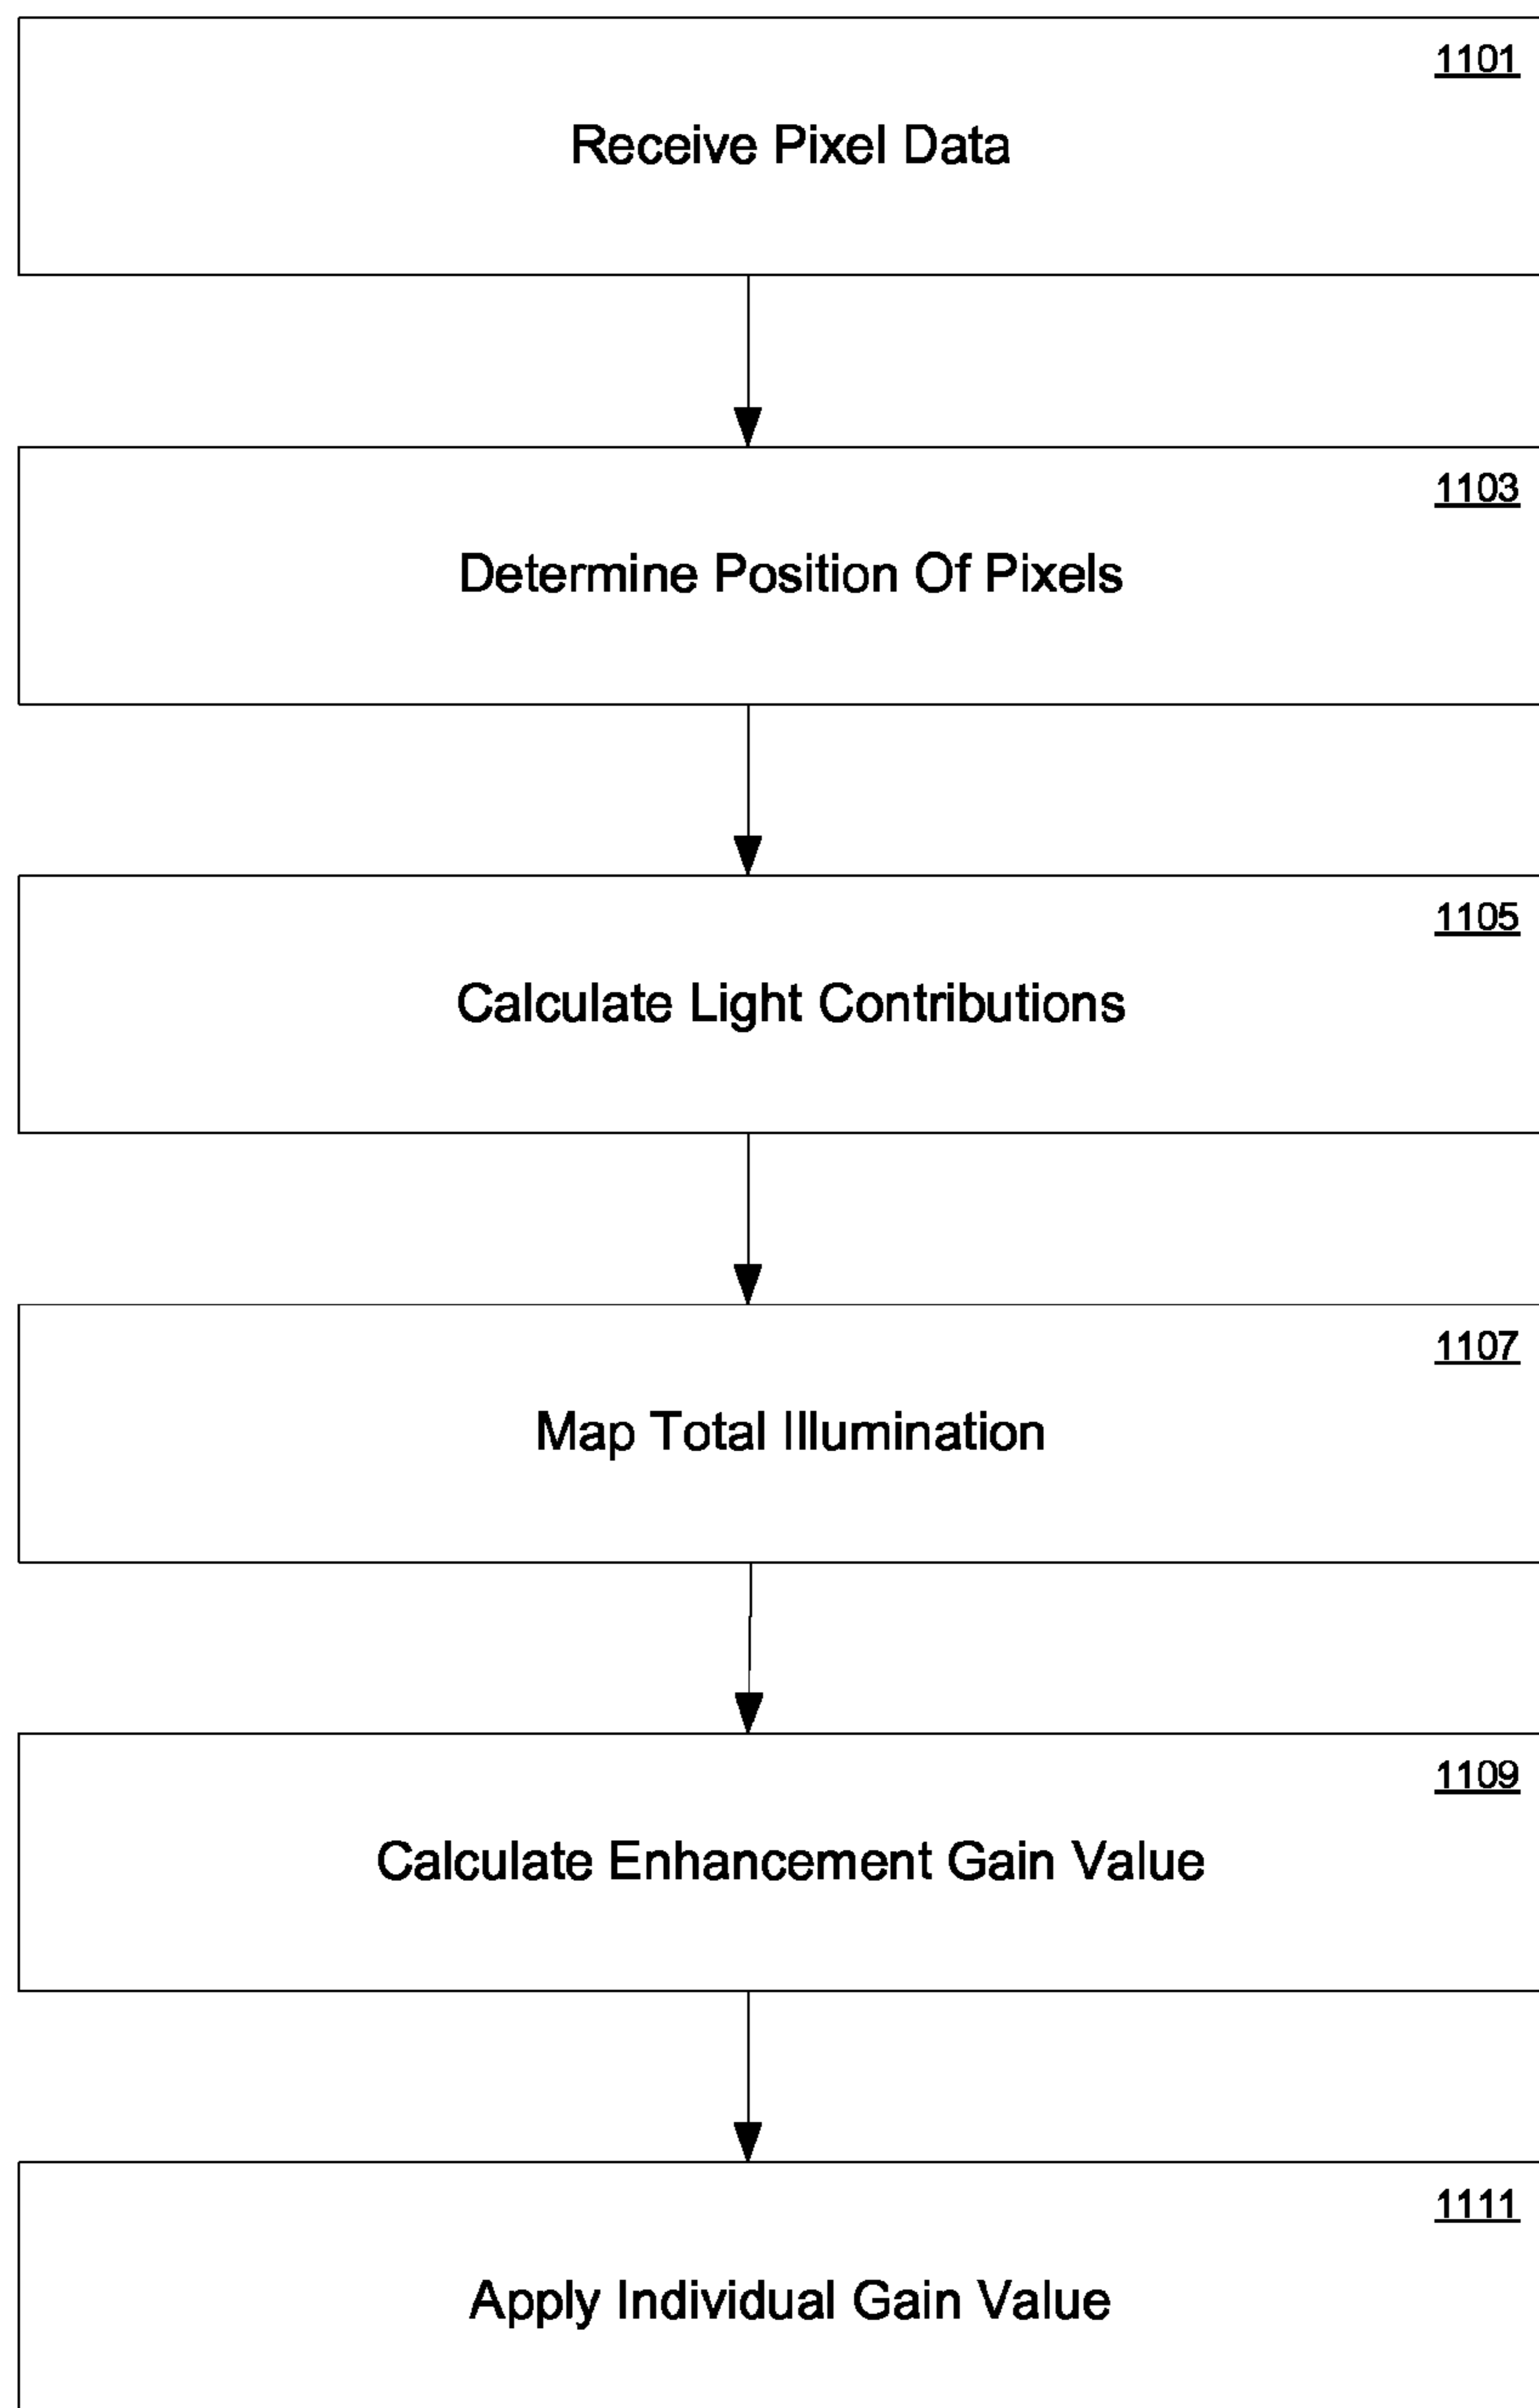 1101
Receive Pixel Data
1103
Determine Position Of Pixels
1105
Calculate Light Contributions
1107
Map Total Illumination
1109
Calculate Enhancement Gain Value
1111
Apply Individual Gain Value